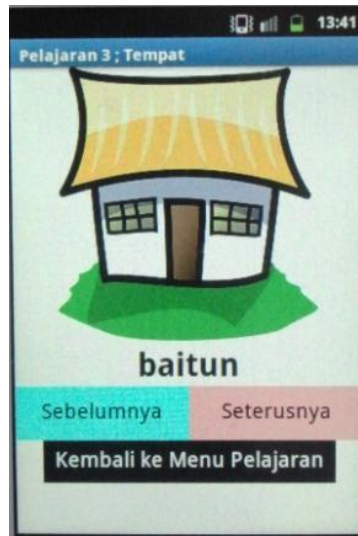 13:41
Pelajaran 3 ; Tempat
baitun
Sebelumnya Seterusnya
Kembali ke Menu Pelajaran